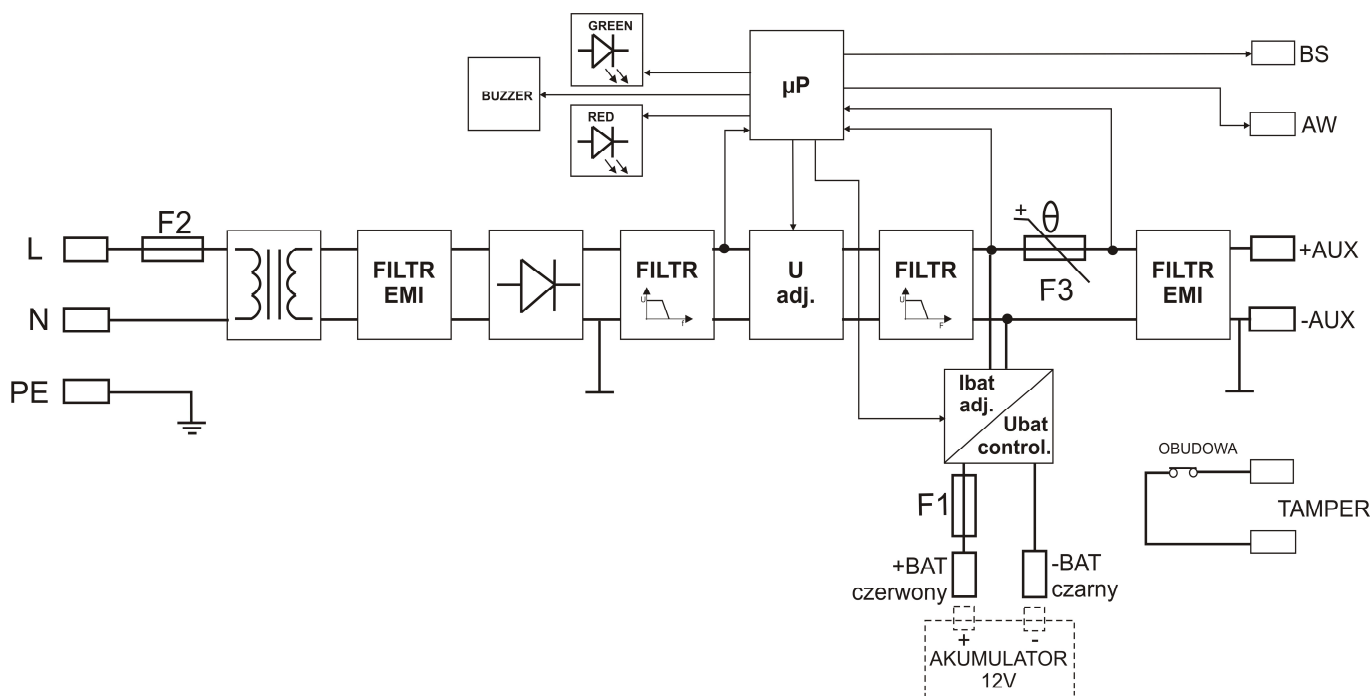 GREEN
BUZZER
RED
µP
BS
AW
L
F2
N
PE
FILTR
EMI
FILTR
U
f
U
adj.
FILTR
U
F
+ θ
F3
FILTR
EMI
+AUX
-AUX
Ibat
adj.
Ubat
control.
F1
+BAT
czerwony
-BAT
czarny
+ -
AKUMULATOR
12V
OBUDOWA
TAMPER